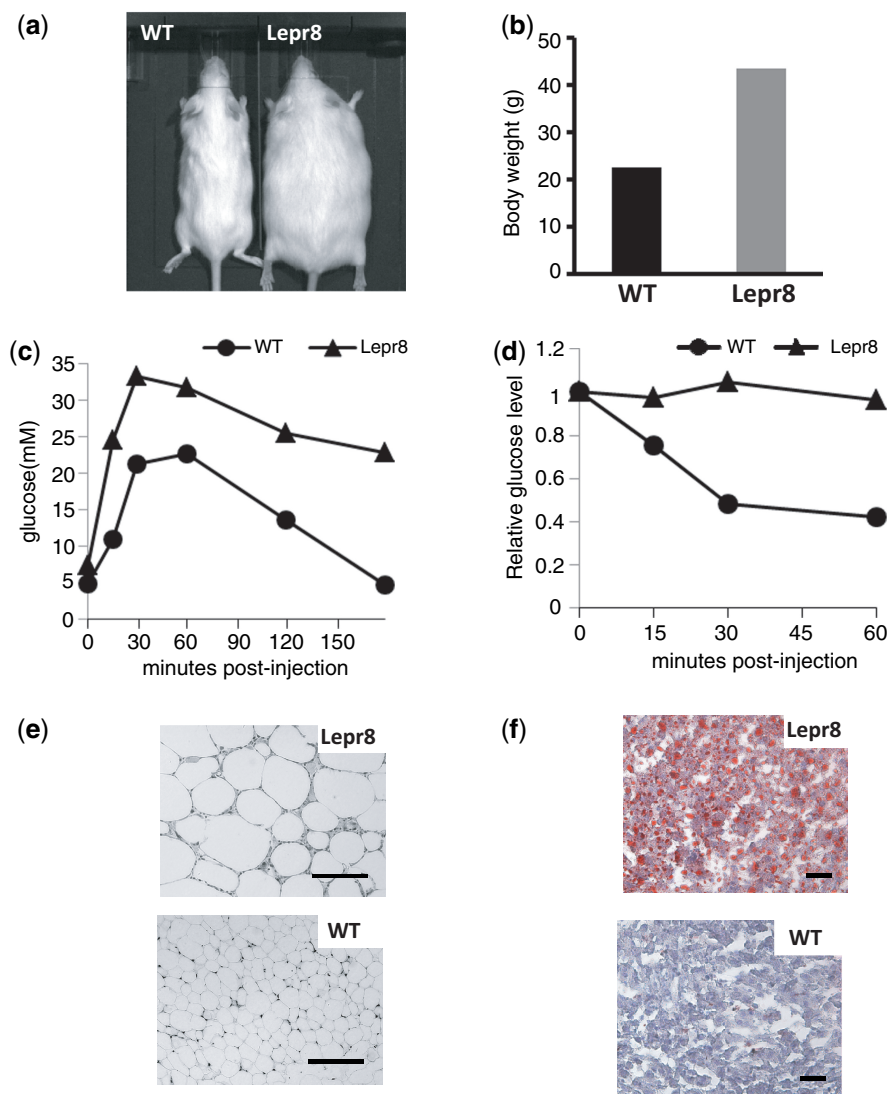 (a)
WT Lepr8
(b)
Body weight (g)
50
40
30
20
10
0
WT Lepr8
(c)
WT Lepr8
glucose(mM)
35
30
25
20
15
10
5
0
0 30 60 90 120 150
minutes post-injection
(d)
WT Lepr8
Relative glucose level
1.2
1
0.8
0.6
0.4
0.2
0
0 15 30 45 60
minutes post-injection
(e)
Lepr8
WT
(f)
Lepr8
WT